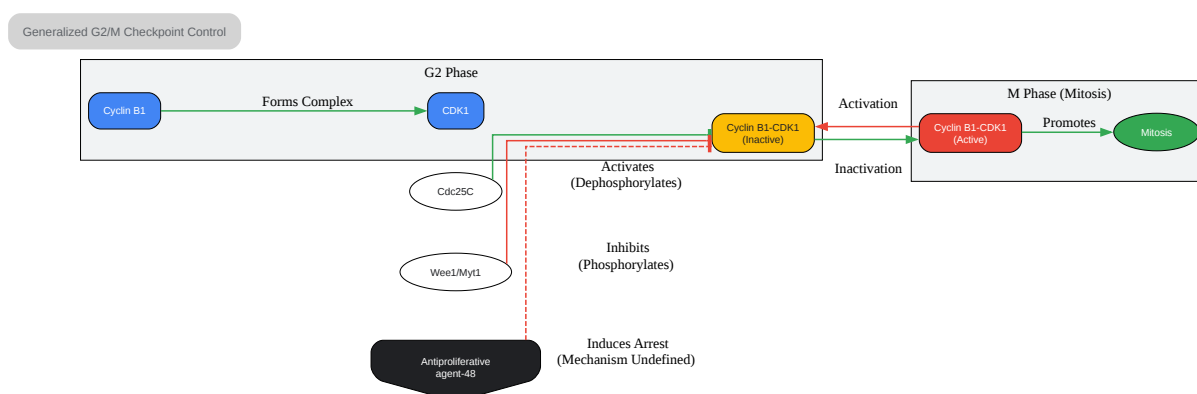 Generalized G2/M Checkpoint Control
G2 Phase
Cyclin B1
Forms Complex
CDK1
Cyclin B1-CDK1
(Inactive)
Activation
Inactivation
M Phase (Mitosis)
Cyclin B1-CDK1
(Active)
Promotes
Mitosis
Activates
(Dephosphorylates)
Cdc25C
Inhibits
(Phosphorylates)
Wee1/Myt1
Induces Arrest
(Mechanism Undefined)
Antiproliferative
agent-48